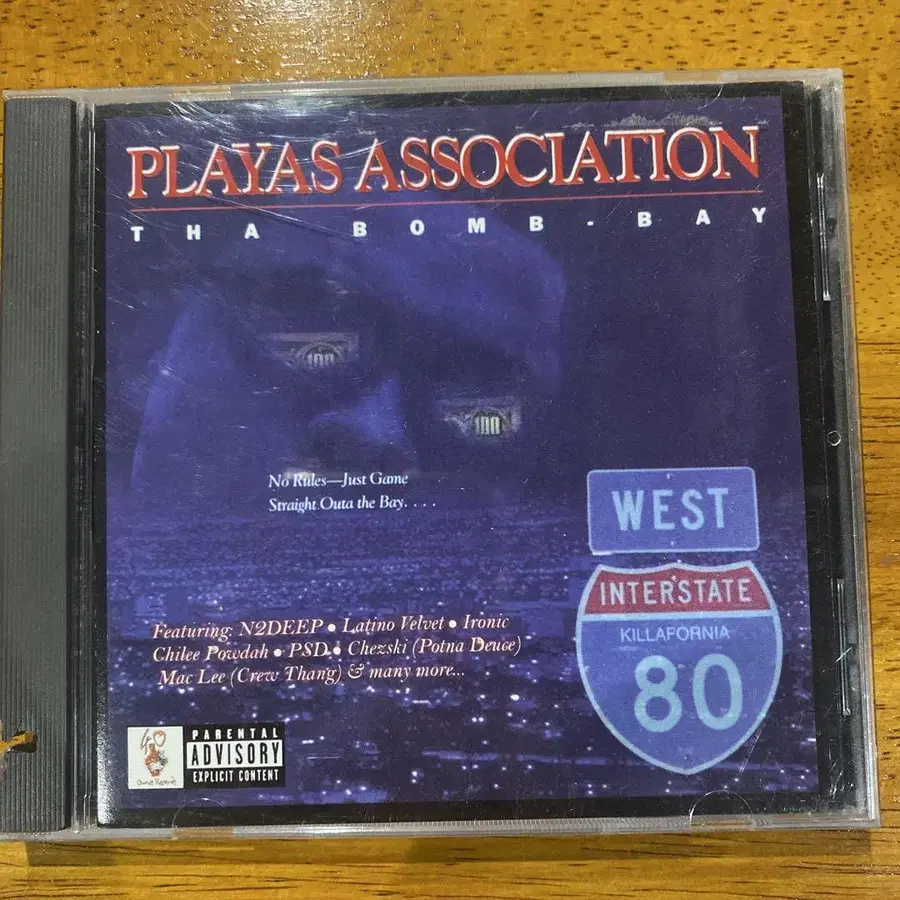 PLAYAS ASSOCIATION
THA BOMB-BAY
100
100
No Rules—Just Game
Straight Outa the Bay. . . .
WEST
INTERSTATE
KILLAFORNIA
80
Featuring: N2DEEP • Latino Velvet • Ironic
Chilee Powdah • PSD • Chezski (Potna Deuce)
Mac Lee (Crew Thang) & many more...
PARENTAL
ADVISORY
EXPLICIT CONTENT